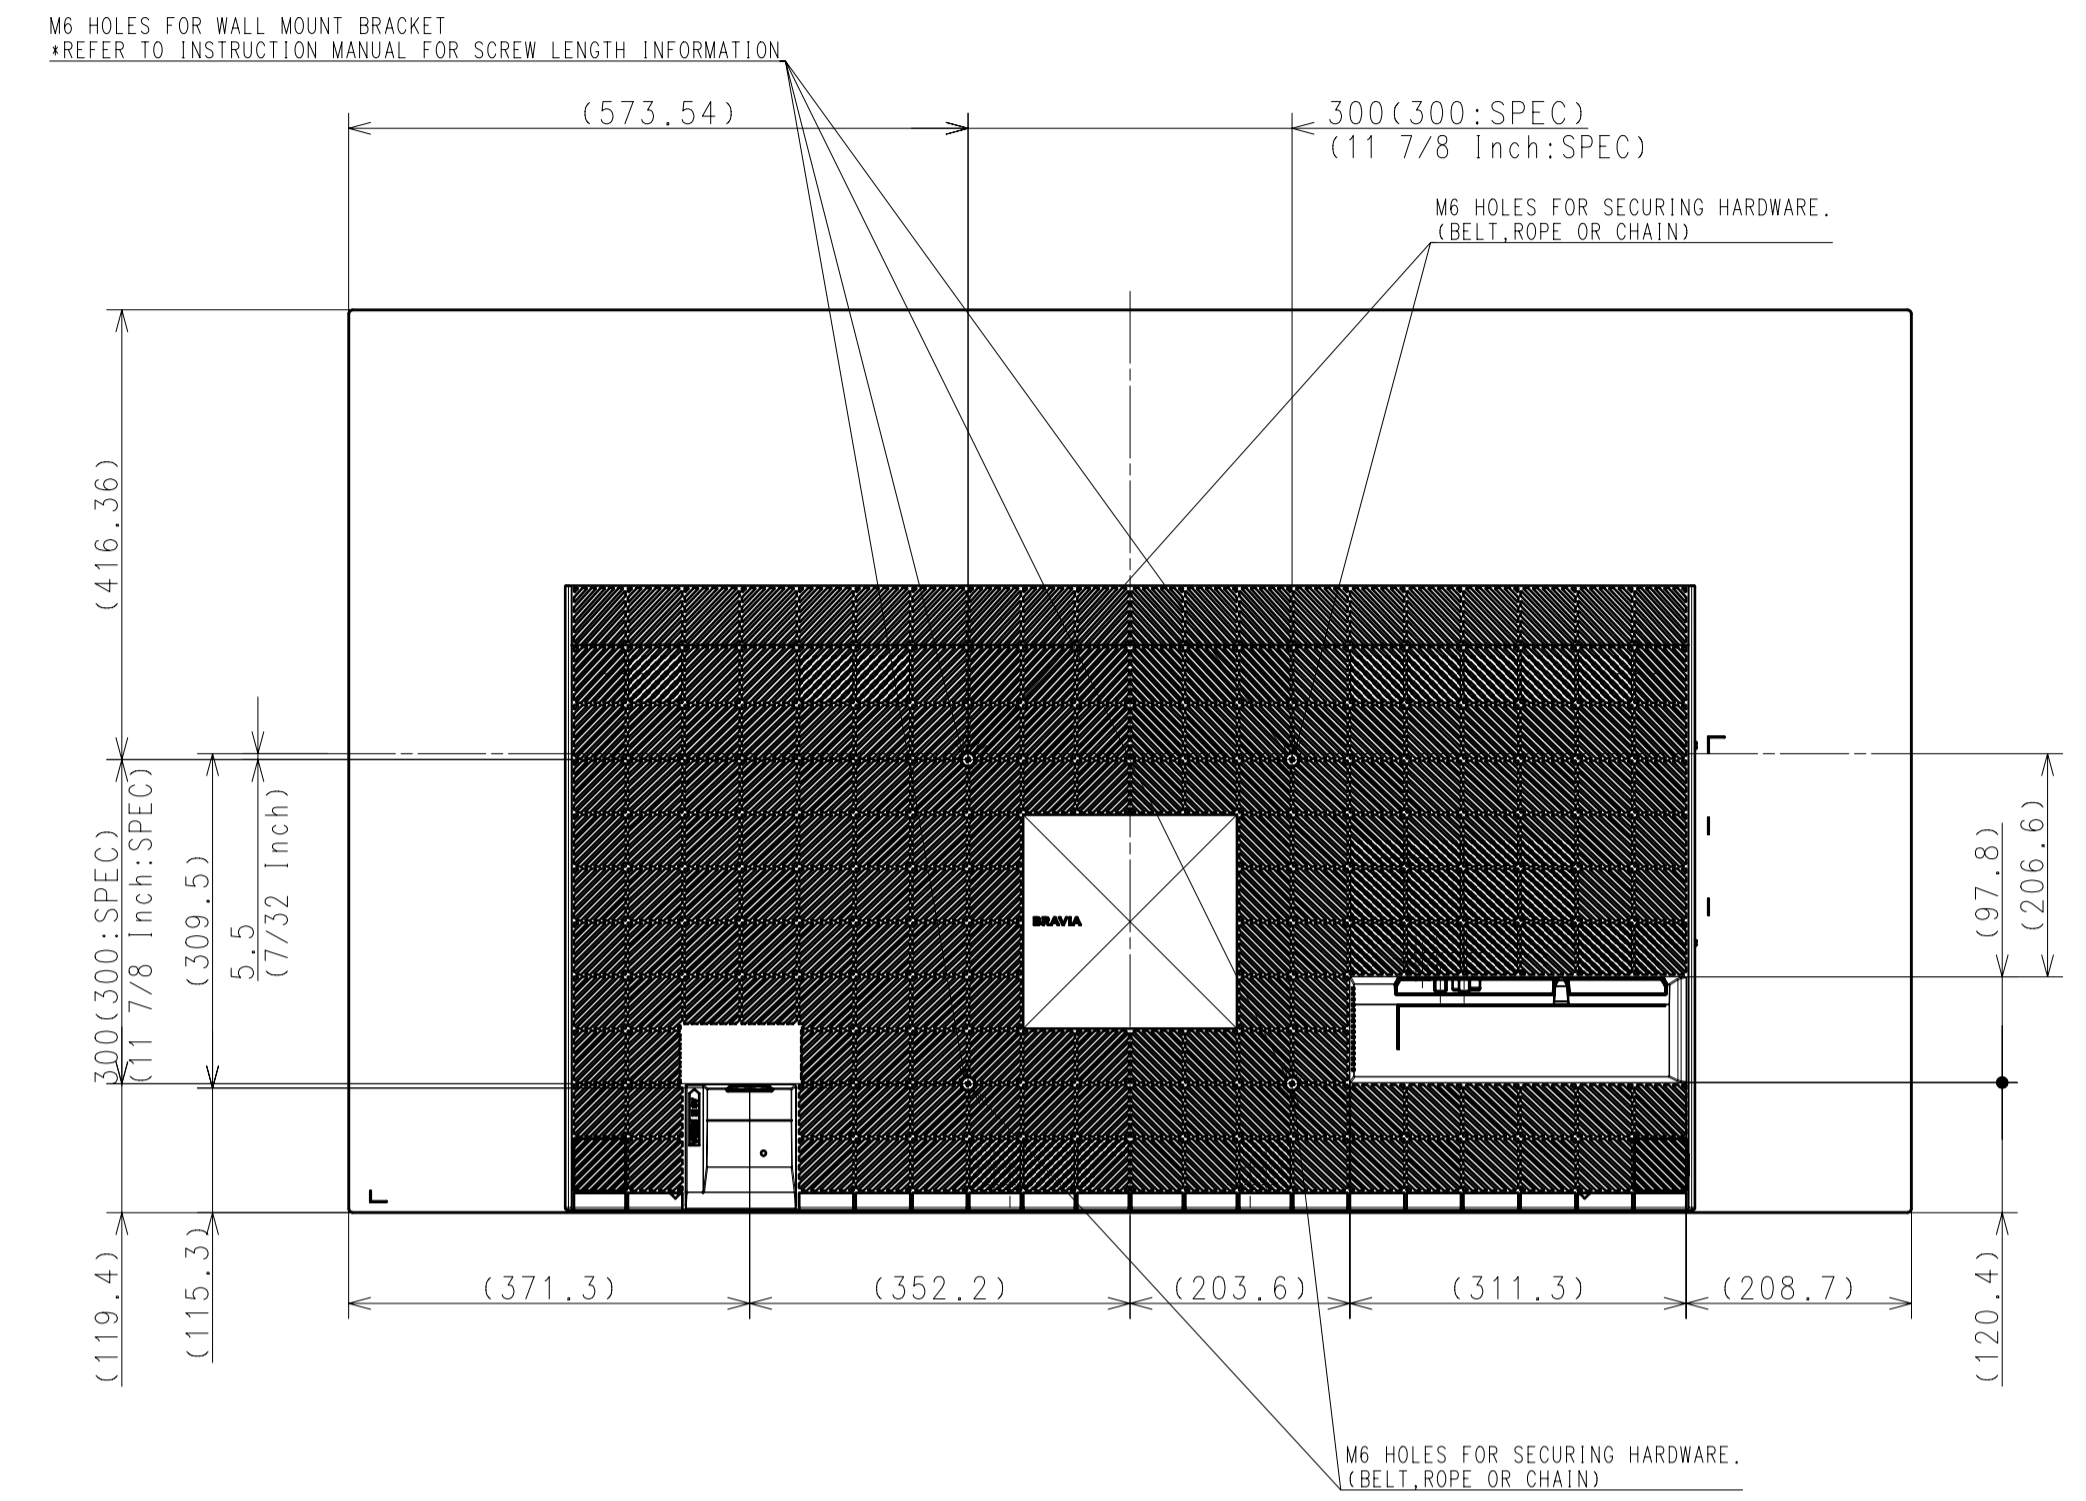 M6 HOLES FOR WALL MOUNT BRACKET
*REFER TO INSTRUCTION MANUAL FOR SCREW LENGTH INFORMATION
(573.54)
300(300:SPEC)
(11 7/8 Inch:SPEC)
M6 HOLES FOR SECURING HARDWARE.
(BELT,ROPE OR CHAIN)
(416.36)
300(300:SPEC)
(11 7/8 Inch:SPEC)
(309.5)
5.5
(7/32 Inch)
BRAVIA
(97.8)
(206.6)
(119.4)
(115.3)
(371.3)
(352.2)
(203.6)
(311.3)
(208.7)
(120.4)
M6 HOLES FOR SECURING HARDWARE.
(BELT,ROPE OR CHAIN)